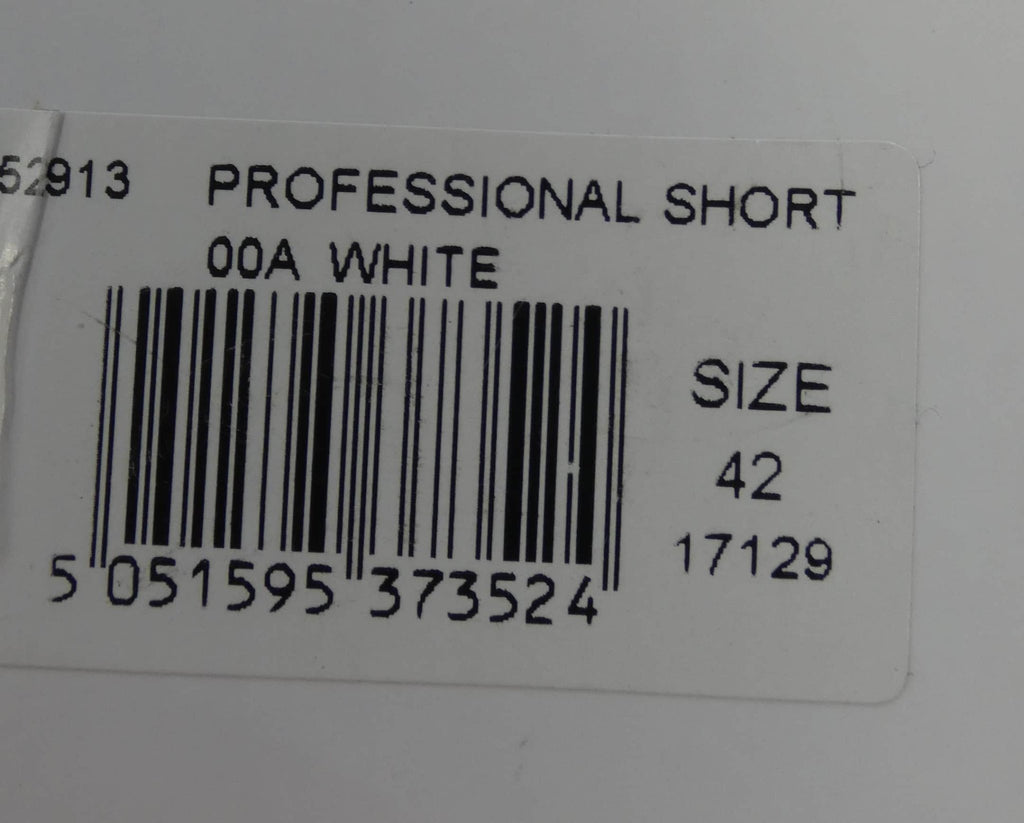 52913 PROFESSIONAL SHORT
00A WHITE
SIZE
42
17129
5 051595 373524